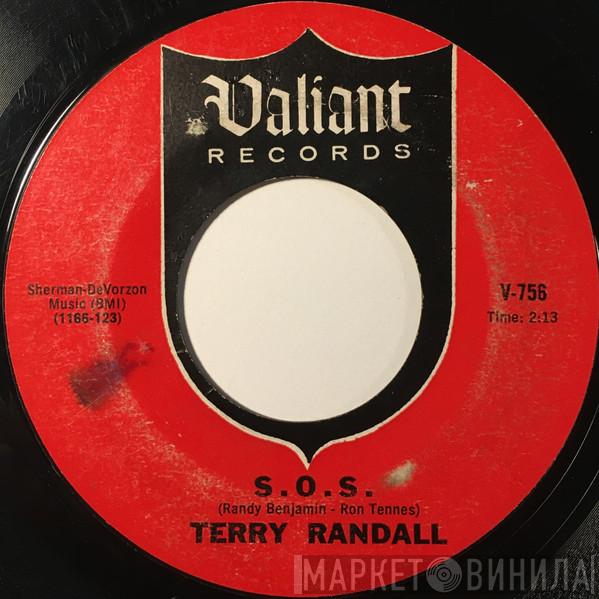 Valiant
RECORDS
Sherman-DeVorzon
Music (BMI)
(1166-123)
V-756
Time: 2:13
S.O.S.
(Randy Benjamin - Ron Tennes)
TERRY RANDALL
МАРКЕТ ВИНИЛА